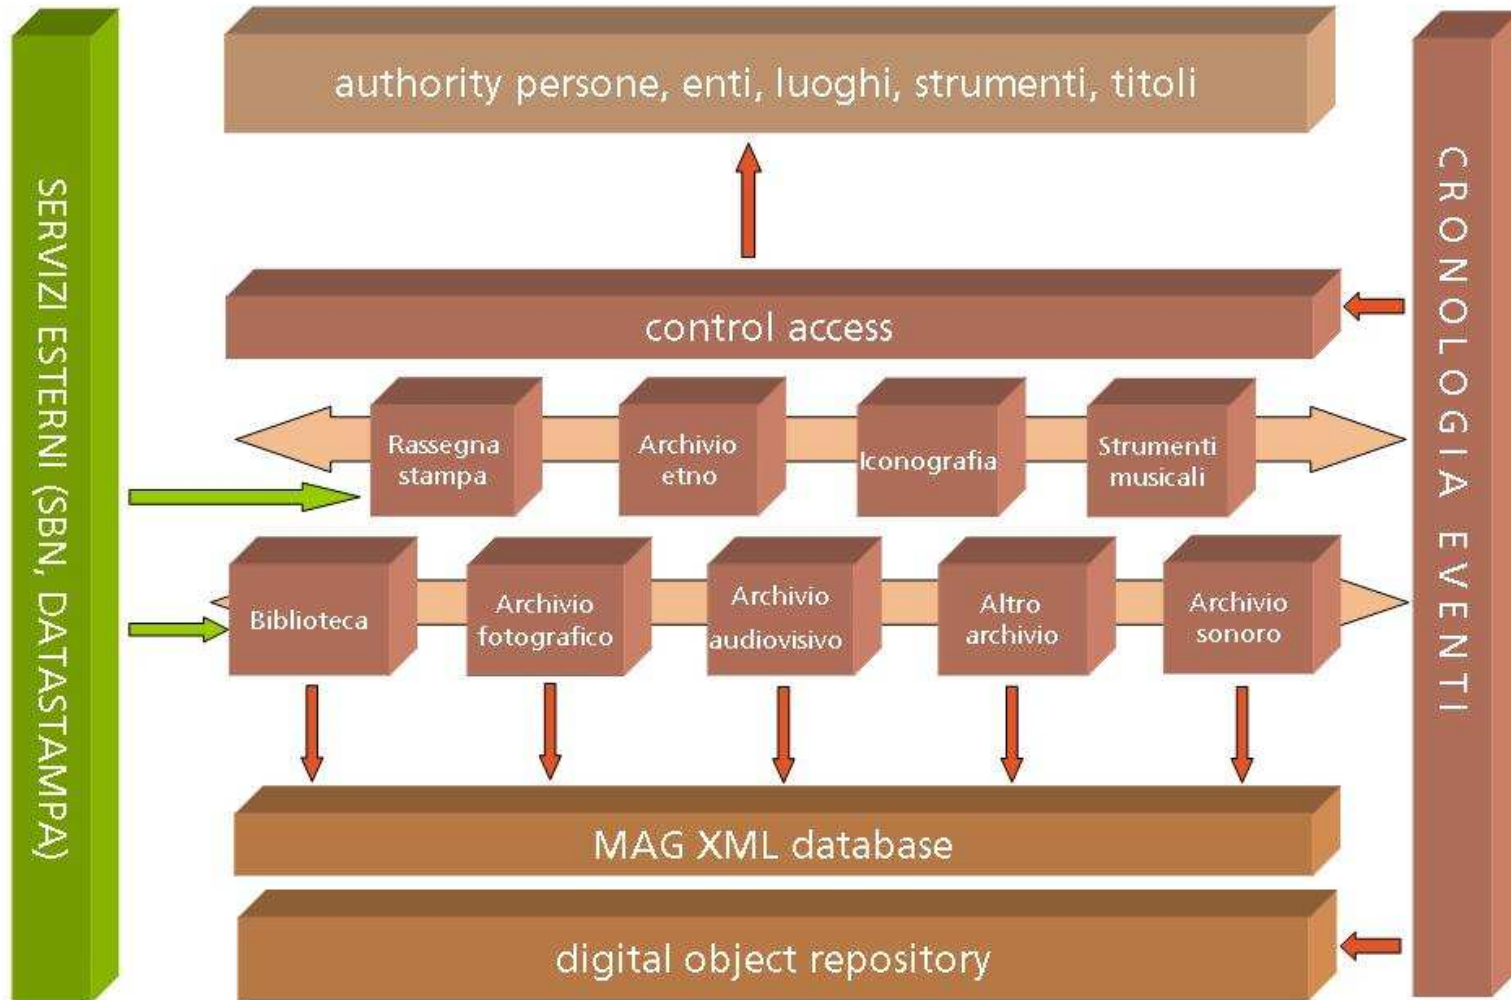 authority persone, enti, luoghi, strumenti, titoli
SERVIZI ESTERNI (SBN, DATASTAMPA)
CRONOLOGIA EVENTI
control access
Rassegna
stampa
Archivio
etno
Iconografia
Strumenti
musicali
Biblioteca
Archivio
fotografico
Archivio
audiovisivo
Altro
archivio
Archivio
sonoro
MAG XML database
digital object repository